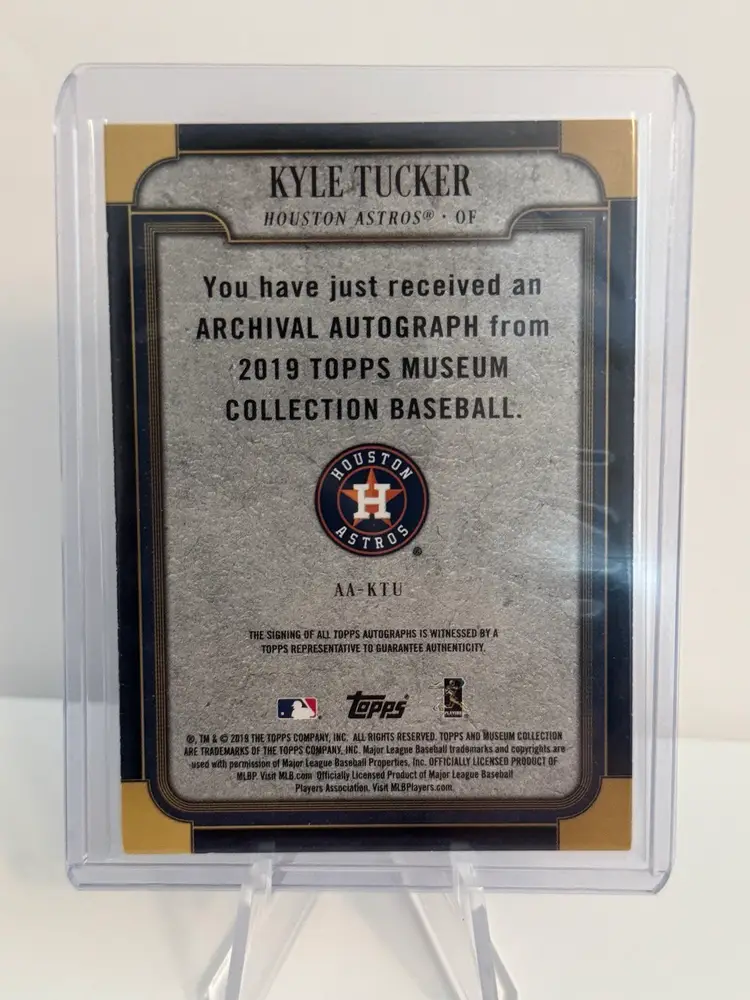 KYLE TUCKER
HOUSTON ASTROS® · OF
You have just received an
ARCHIVAL AUTOGRAPH from
2019 TOPPS MUSEUM
COLLECTION BASEBALL.
HOUSTON
H
ASTROS
®
AA-KTU
THE SIGNING OF ALL TOPPS AUTOGRAPHS IS WITNESSED BY A
TOPPS REPRESENTATIVE TO GUARANTEE AUTHENTICITY.
Topps®
PLAYERS
®, TM & © 2019 THE TOPPS COMPANY, INC. ALL RIGHTS RESERVED. TOPPS AND MUSEUM COLLECTION
ARE TRADEMARKS OF THE TOPPS COMPANY, INC. Major League Baseball trademarks and copyrights are
used with permission of Major League Baseball Properties, Inc. OFFICIALLY LICENSED PRODUCT OF
MLBP. Visit MLB.com Officially Licensed Product of Major League Baseball
Players Association. Visit MLBPlayers.com.